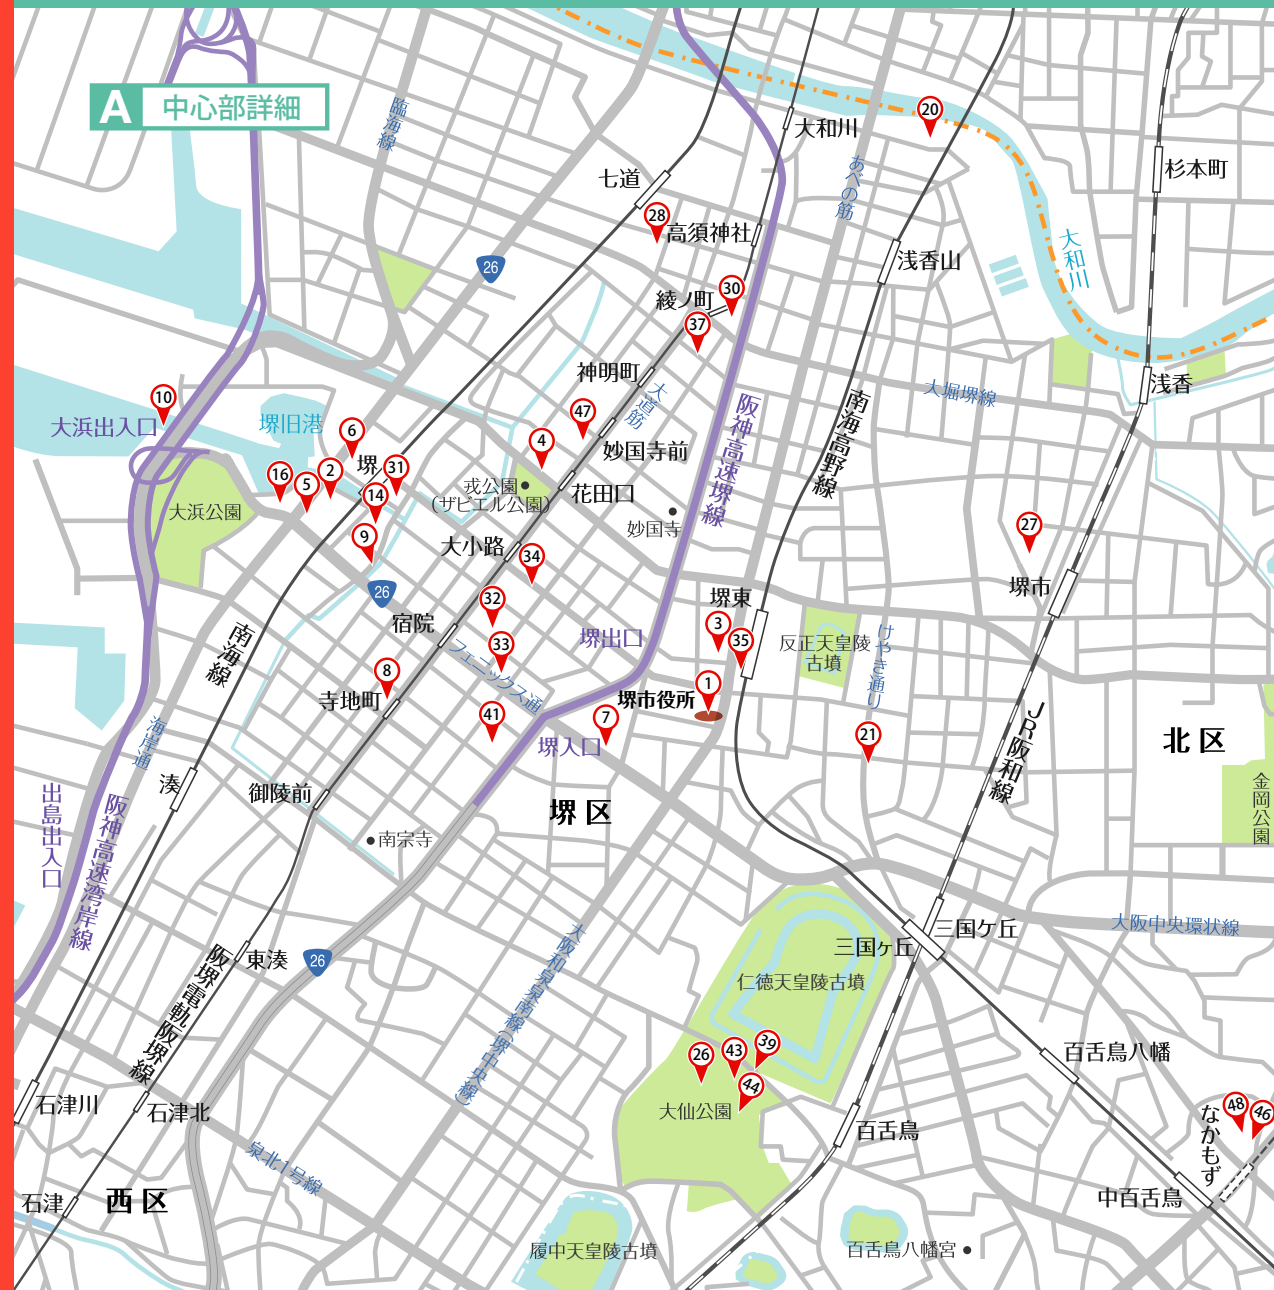 A 中心部詳細
臨海線
大和川
20
あべの筋
七道
杉本町
28
高須神社
大和川
浅香山
26
綾ノ町
30
37
神明町
大道筋
大堀堺線
浅香
10
大浜出入口
堺旧港
6
47
4
妙国寺前
阪神高速堺線
南海高野線
堺
31
16
5
2
14
戎公園
(ザビエル公園)
花田口
大浜公園
妙国寺
27
9
大小路
34
26
堺市
32
堺東
宿院
3
35
反正天皇陵
古墳
けやき通り
南海線
33
フェニックス通
堺出口
8
寺地町
1
堺市役所
41
7
21
JR阪和線
北区
海岸通
堺入口
湊
御陵前
堺区
金岡公園
出島出入口
阪神高速湾岸線
南宗寺
大阪中央環状線
三国ケ丘
三国ヶ丘
大阪和泉泉南線(堺中央線)
東湊
26
阪堺電軌阪堺線
仁徳天皇陵古墳
26
43
39
44
百舌鳥八幡
大仙公園
石津川
石津北
百舌鳥
48
46
なかもず
泉北1号線
石津
西区
中百舌鳥
履中天皇陵古墳
百舌鳥八幡宮